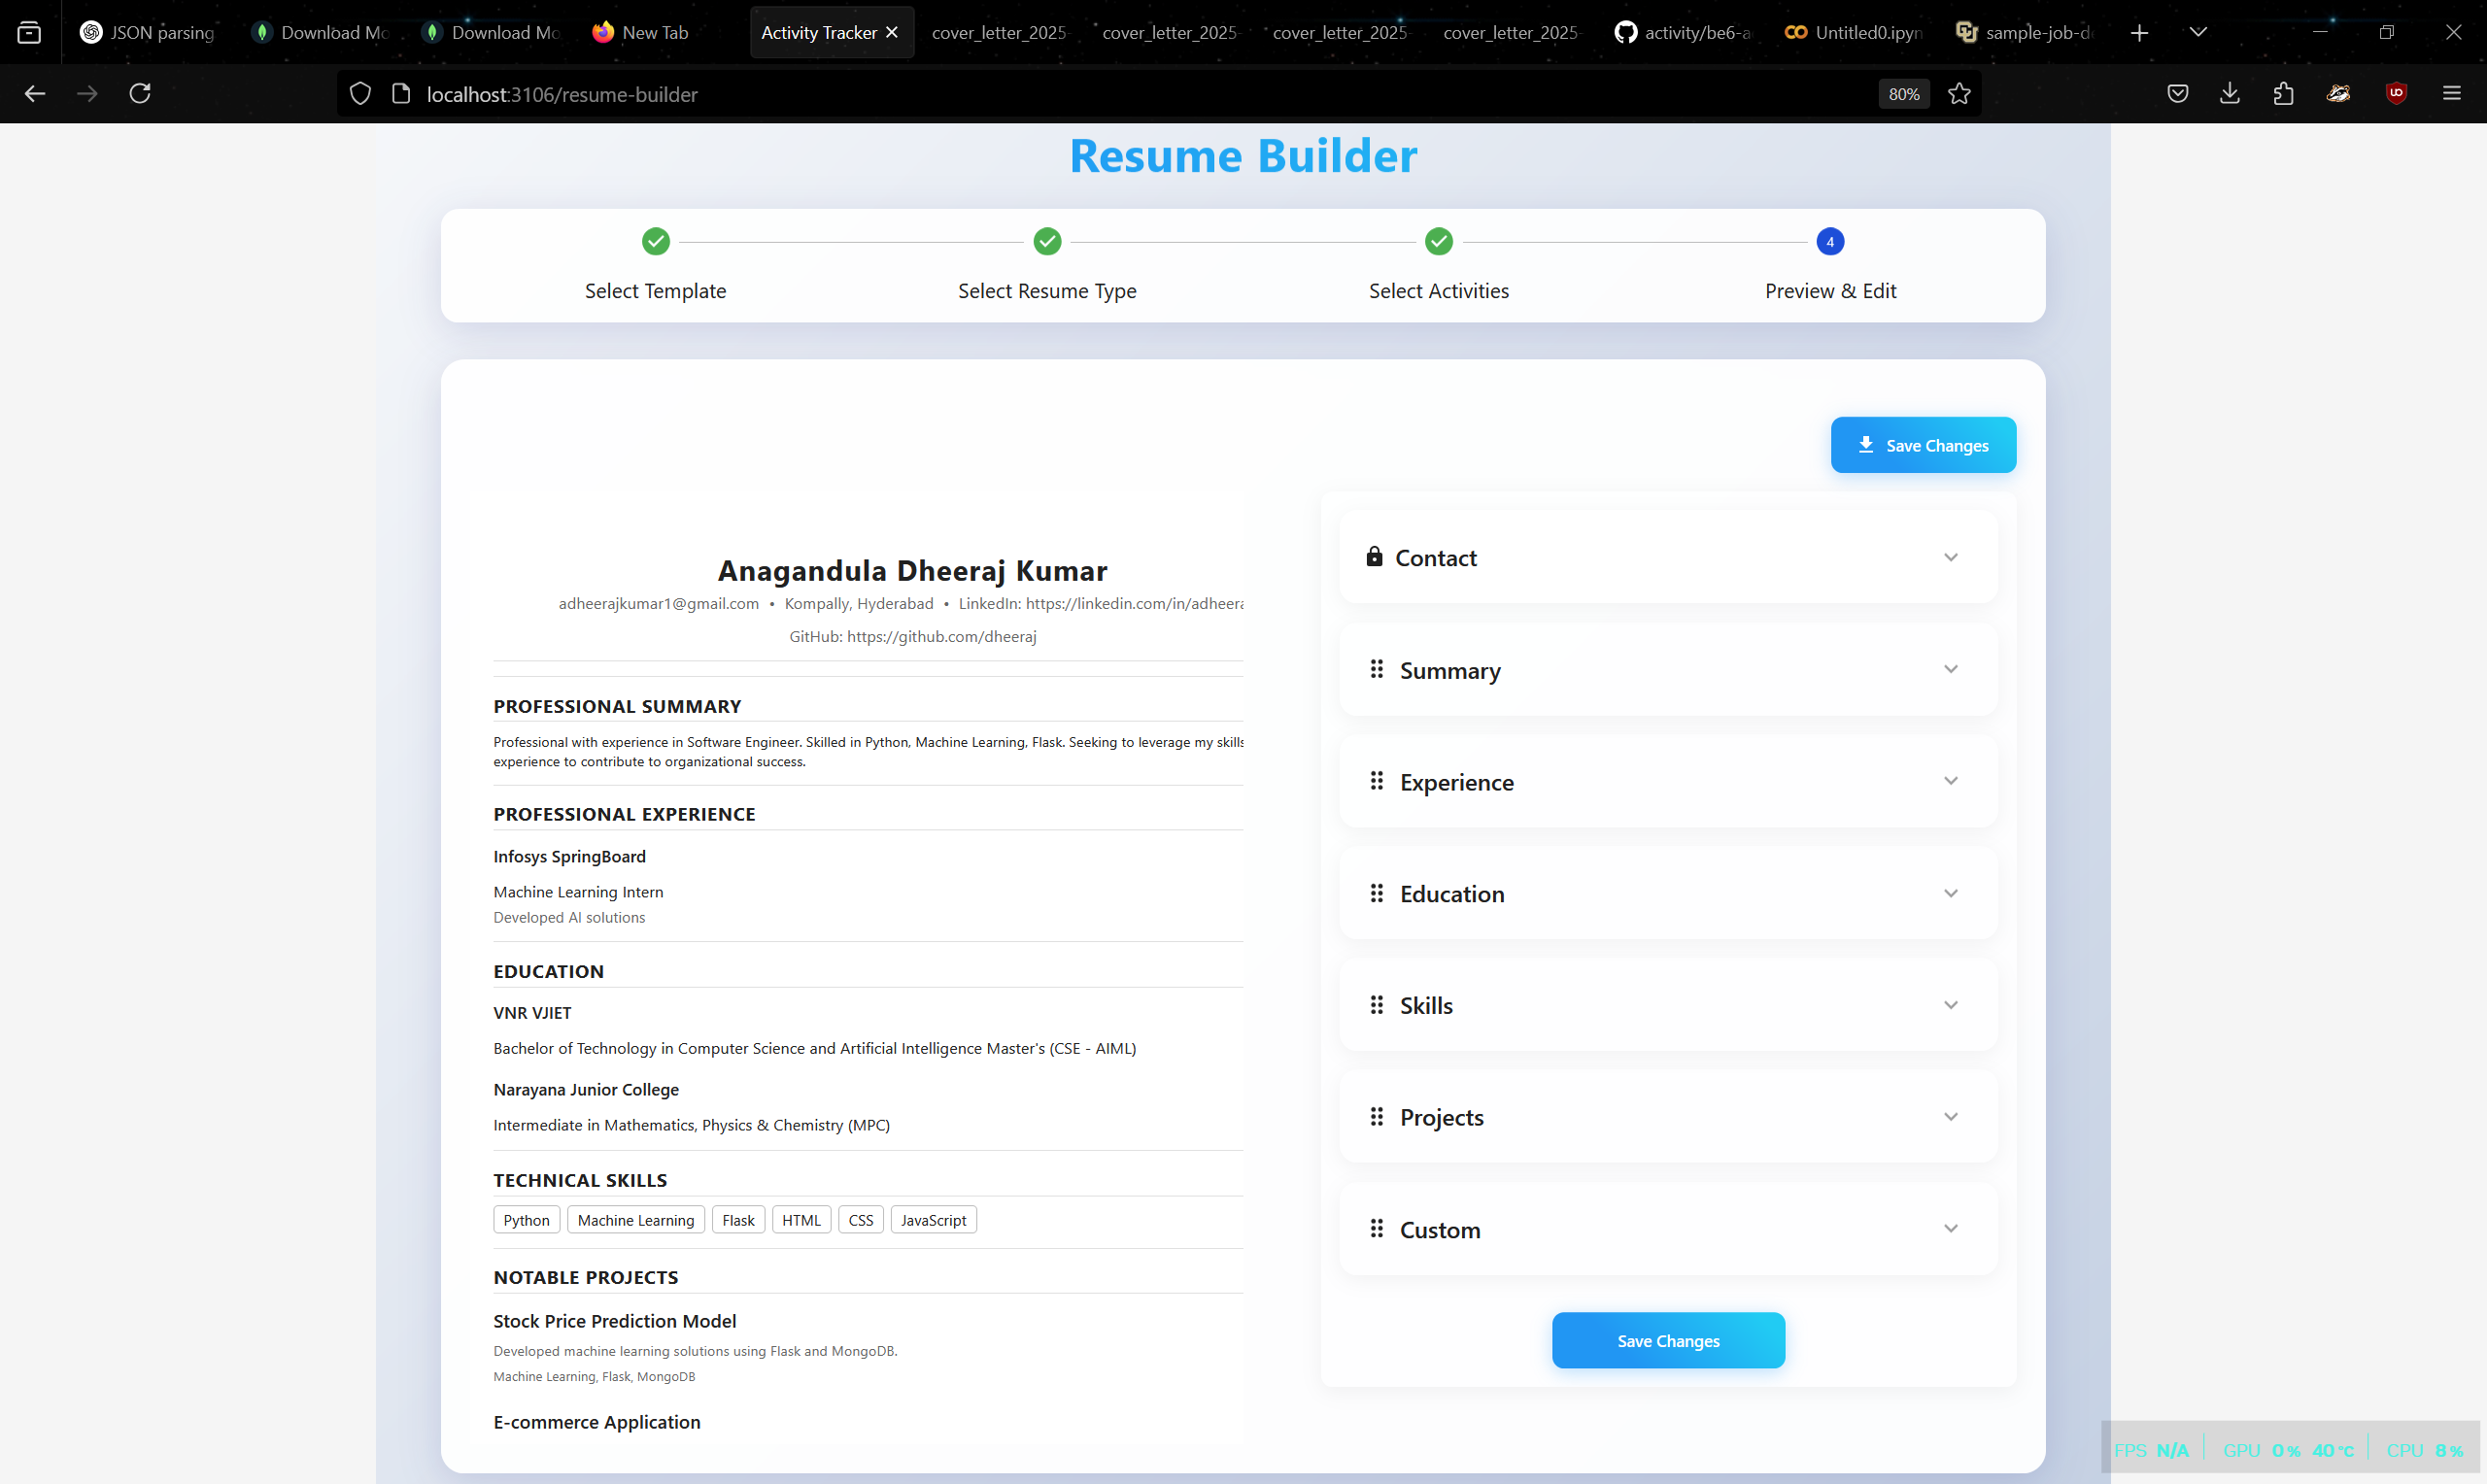 JSON parsing
Download Mo
Download Mo
New Tab
Activity Tracker
cover_letter_2025-
cover_letter_2025-
cover_letter_2025-
cover_letter_2025-
activity/be6-a
Untitled0.ipyn
sample-job-de
localhost:3106/resume-builder
80%
Resume Builder
4
Select Template
Select Resume Type
Select Activities
Preview & Edit
Save Changes
Anagandula Dheeraj Kumar
adheerajkumar1@gmail.com • Kompally, Hyderabad • LinkedIn: https://linkedin.com/in/adheera
GitHub: https://github.com/dheeraj
PROFESSIONAL SUMMARY
Professional with experience in Software Engineer. Skilled in Python, Machine Learning, Flask. Seeking to leverage my skills
experience to contribute to organizational success.
PROFESSIONAL EXPERIENCE
Infosys SpringBoard
Machine Learning Intern
Developed AI solutions
EDUCATION
VNR VJIET
Bachelor of Technology in Computer Science and Artificial Intelligence Master's (CSE - AIML)
Narayana Junior College
Intermediate in Mathematics, Physics & Chemistry (MPC)
TECHNICAL SKILLS
Python
Machine Learning
Flask
HTML
CSS
JavaScript
NOTABLE PROJECTS
Stock Price Prediction Model
Developed machine learning solutions using Flask and MongoDB.
Machine Learning, Flask, MongoDB
E-commerce Application
Contact
Summary
Experience
Education
Skills
Projects
Custom
Save Changes
FPS N/A GPU 0% 40°C CPU 8%